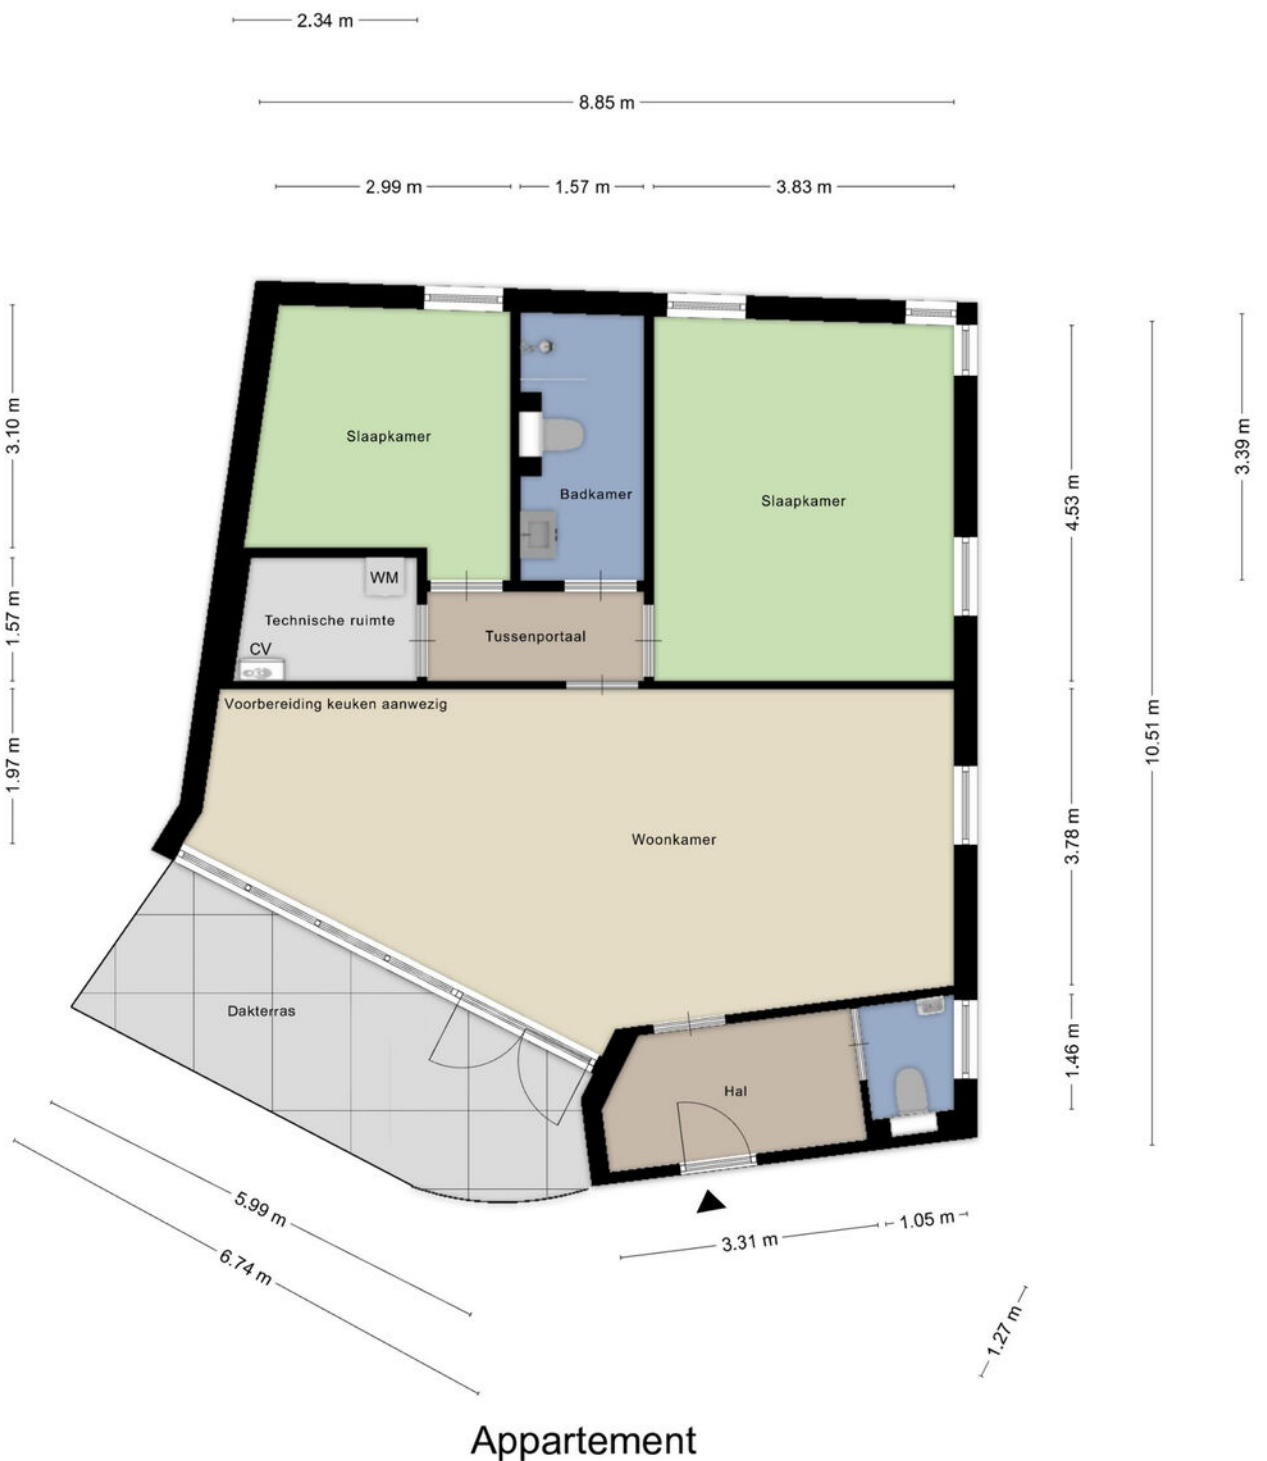 2.34 m
8.85 m
2.99 m
1.57 m
3.83 m
3.10 m
1.57 m
1.97 m
4.53 m
3.78 m
1.46 m
10.51 m
3.39 m
Slaapkamer
Badkamer
Slaapkamer
WM
Technische ruimte
CV
Tussenportaal
Voorbereiding keuken aanwezig
Woonkamer
Dakterras
Hal
5.99 m
6.74 m
3.31 m
1.05 m
1.27 m
Appartement